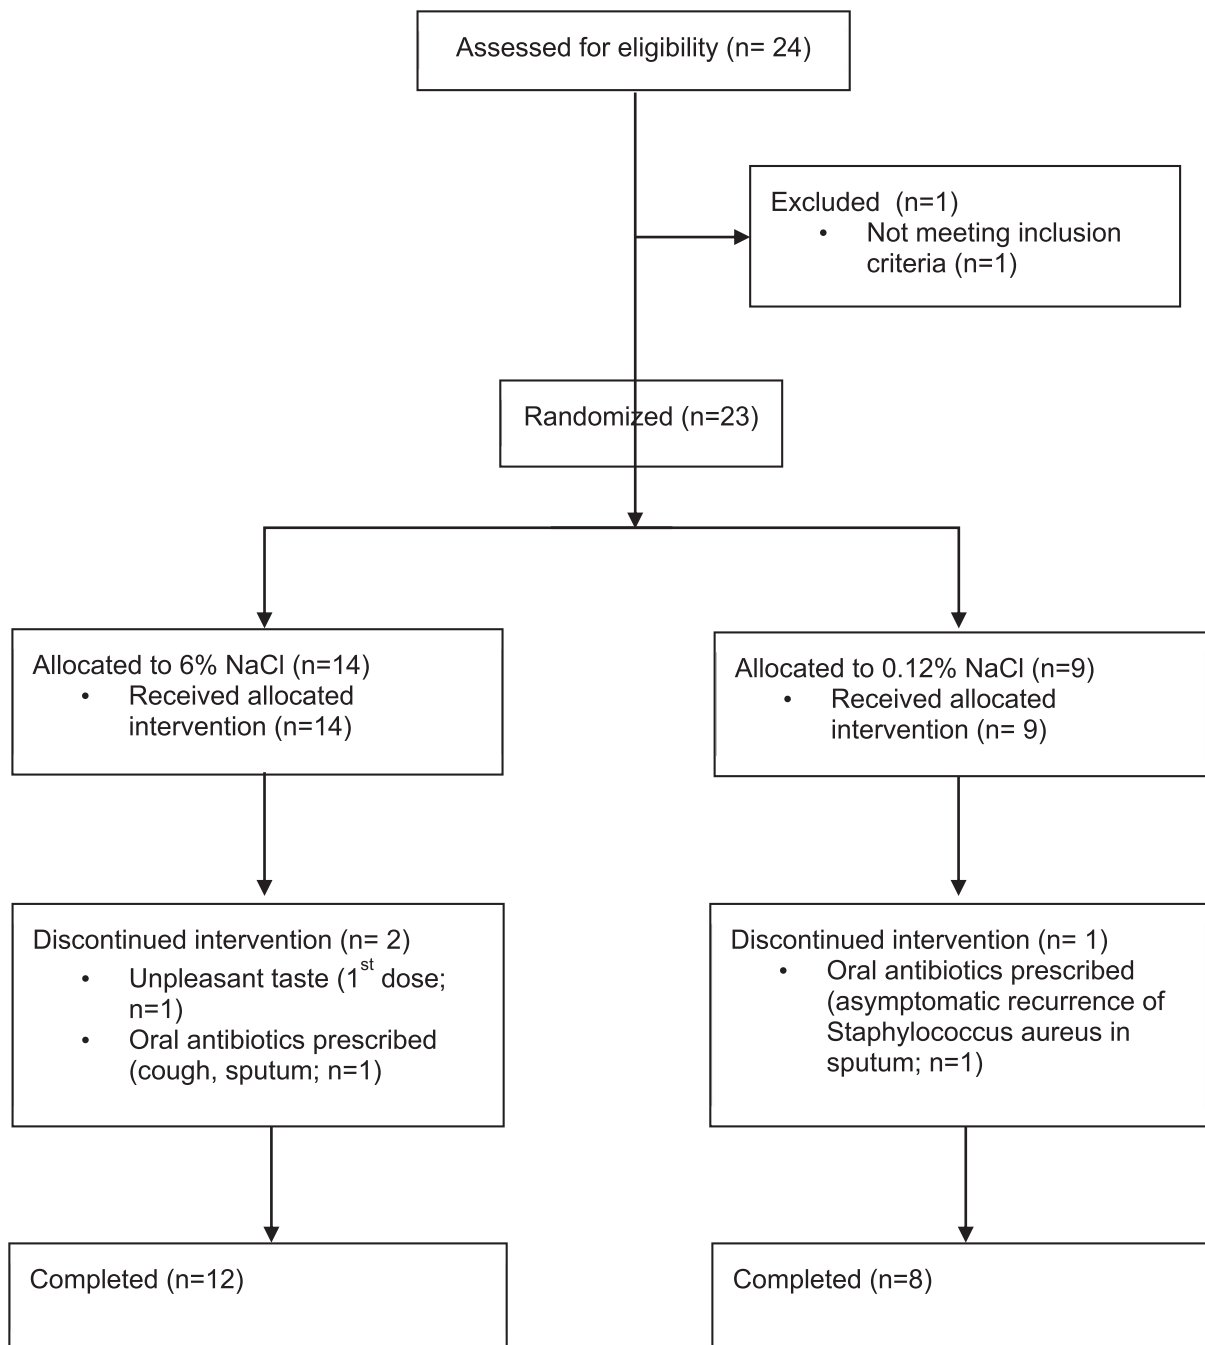 Assessed for eligibility (n= 24)
Excluded  (n=1)
• Not meeting inclusion
criteria (n=1)
Randomized (n=23)
Allocated to 6% NaCl (n=14)
• Received allocated
intervention (n=14)
Allocated to 0.12% NaCl (n=9)
• Received allocated
intervention (n= 9)
Discontinued intervention (n= 2)
• Unpleasant taste (1st dose;
n=1)
• Oral antibiotics prescribed
(cough, sputum; n=1)
Discontinued intervention (n= 1)
• Oral antibiotics prescribed
(asymptomatic recurrence of
Staphylococcus aureus in
sputum; n=1)
Completed (n=12)
Completed (n=8)